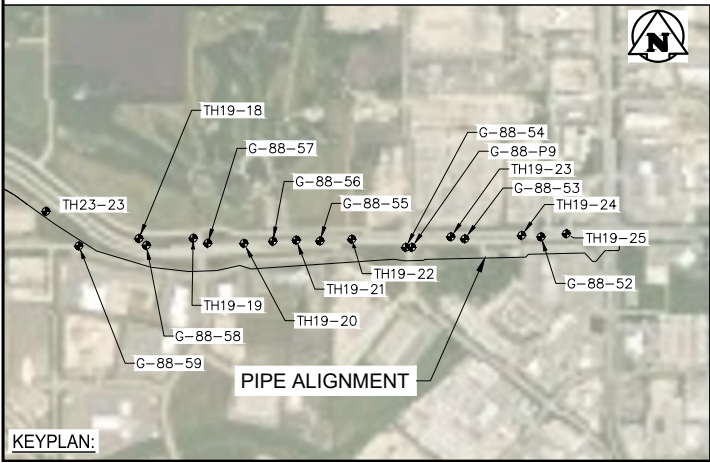 N
TH19-18
G-88-57
G-88-54
G-88-P9
G-88-56
TH19-23
G-88-55
G-88-53
TH19-24
TH23-23
TH19-25
TH19-22
TH19-21
G-88-52
TH19-19
TH19-20
G-88-58
G-88-59
PIPE ALIGNMENT
KEYPLAN: